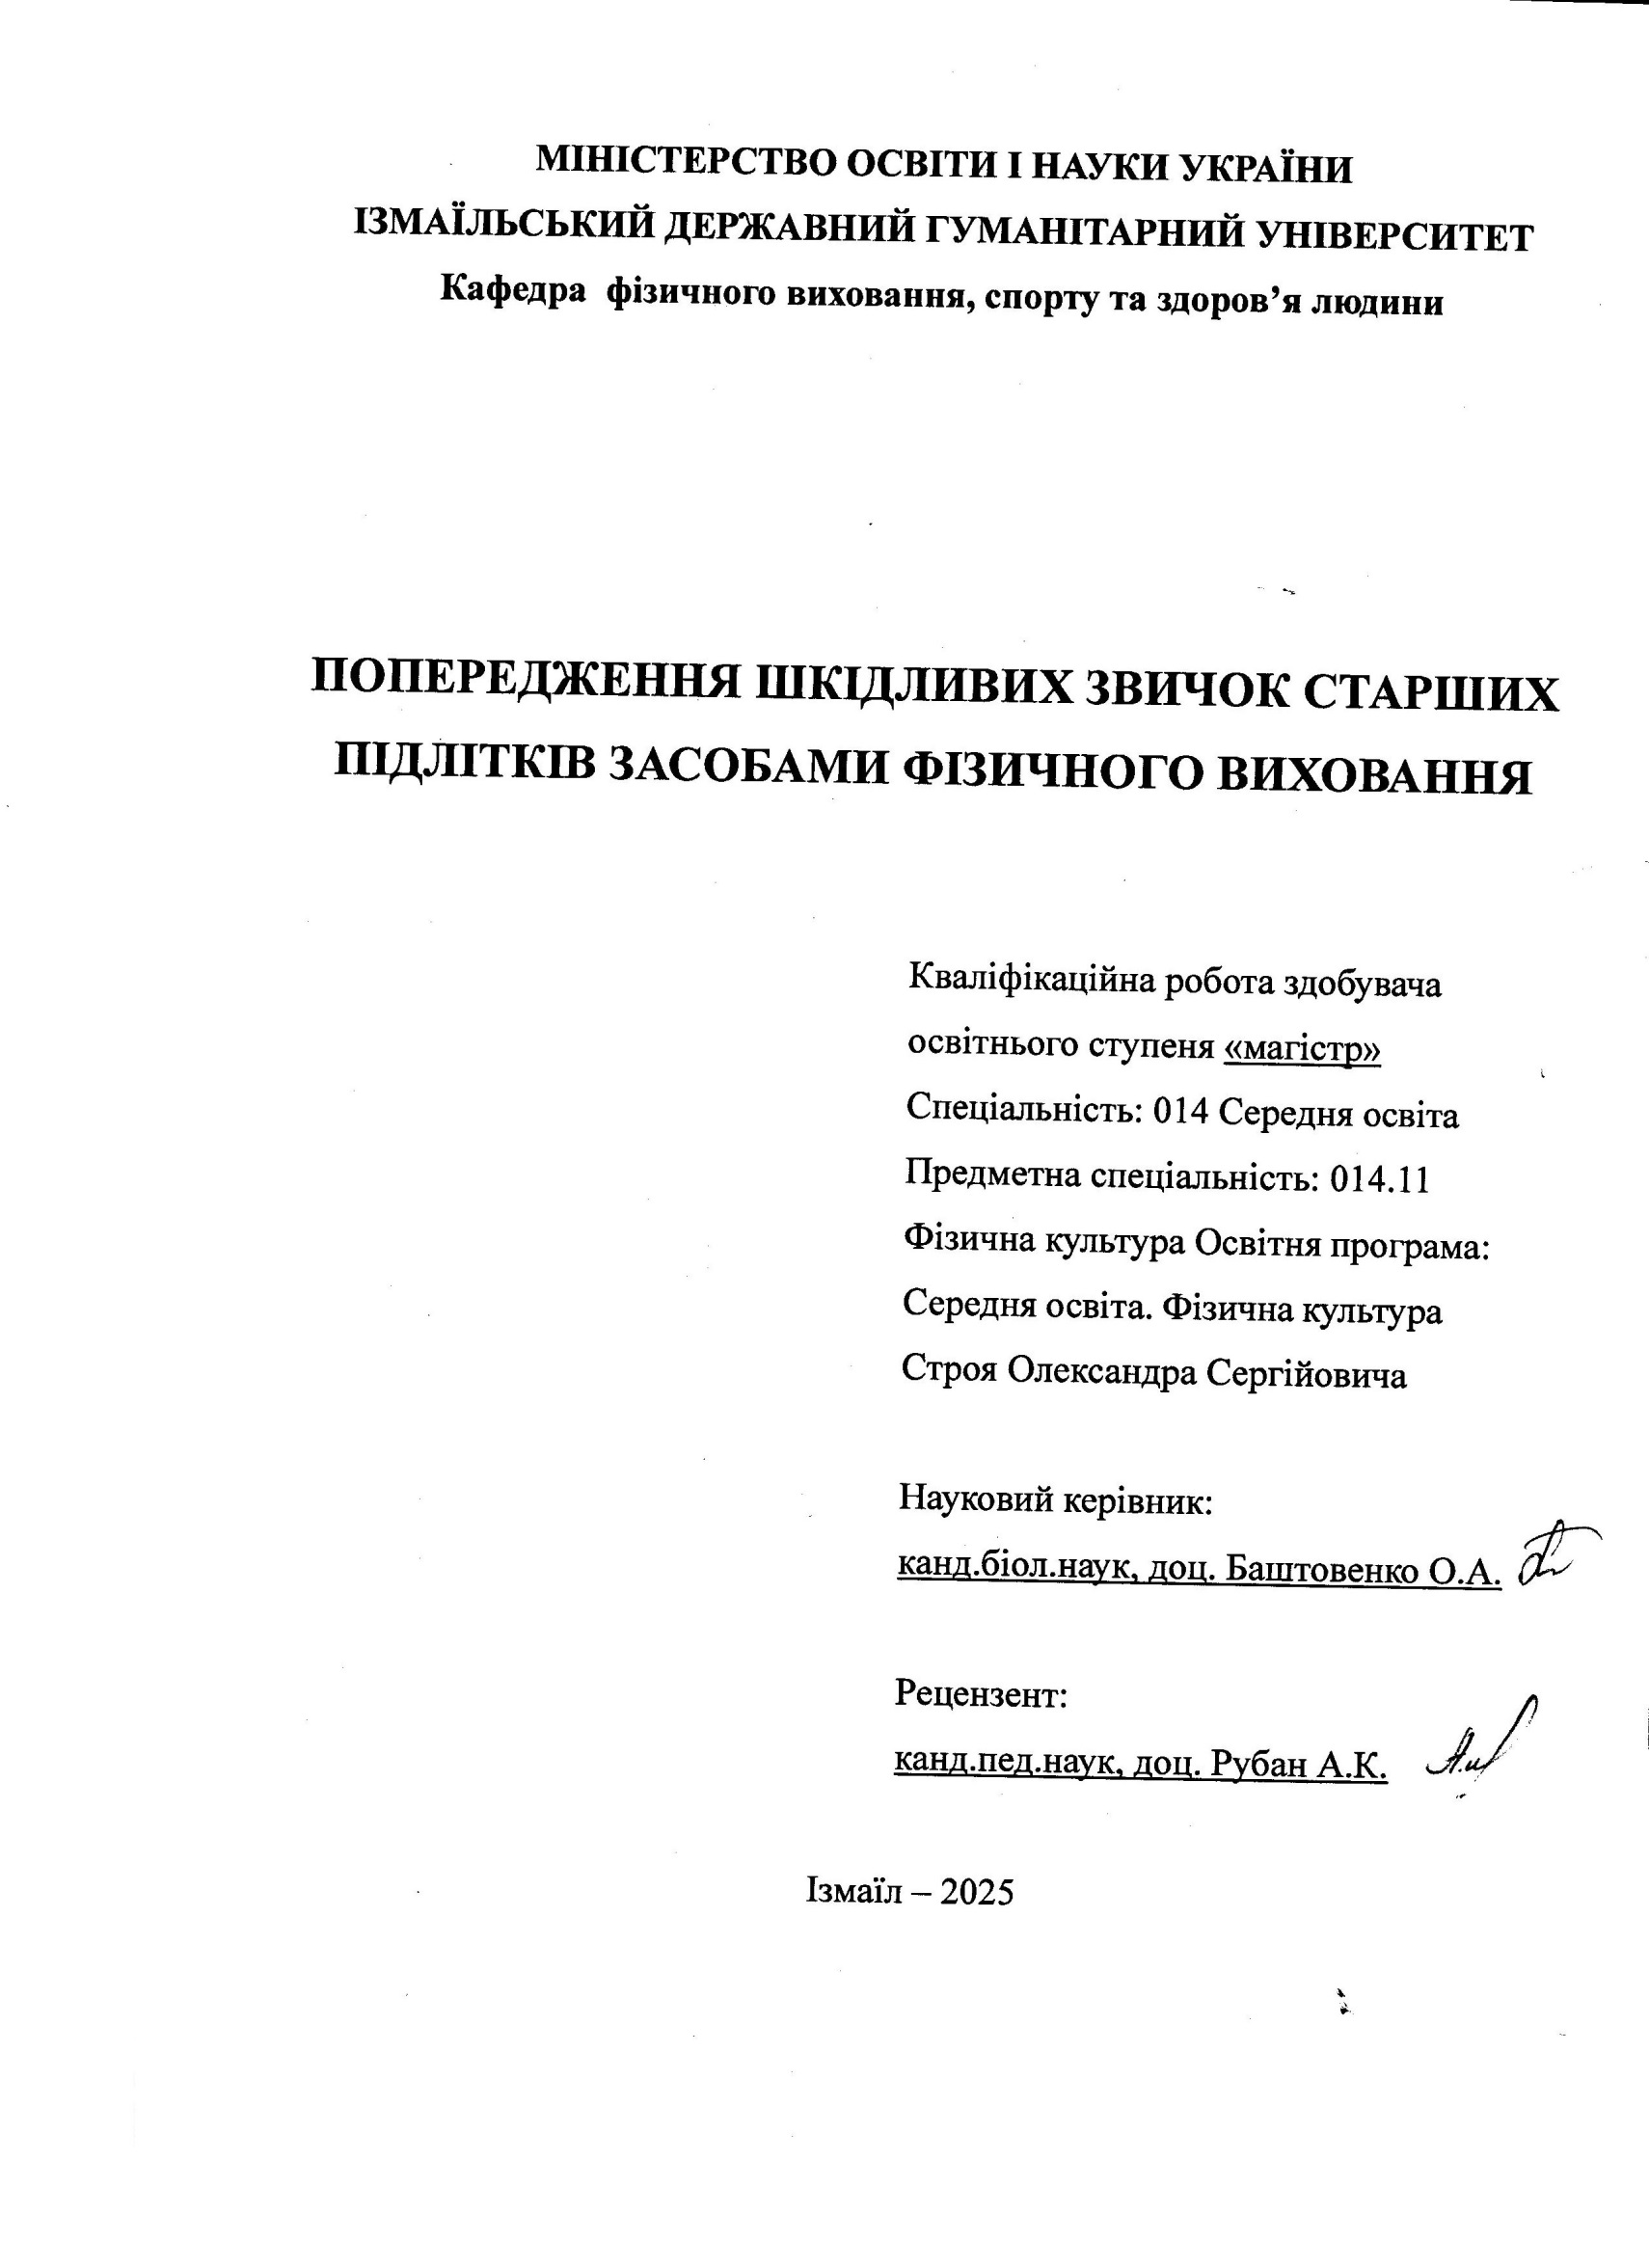 МІНІСТЕРСТВО ОСВІТИ І НАУКИ УКРАЇНИ
ІЗМАЇЛЬСЬКИЙ ДЕРЖАВНИЙ ГУМАНІТАРНИЙ УНІВЕРСИТЕТ
Кафедра фізичного виховання, спорту та здоров’я людини
ПОПЕРЕДЖЕННЯ ШКІДЛИВИХ ЗВИЧОК СТАРШИХ
ПІДЛІТКІВ ЗАСОБАМИ ФІЗИЧНОГО ВИХОВАННЯ
Кваліфікаційна робота здобувача
освітнього ступеня «магістр»
Спеціальність: 014 Середня освіта
Предметна спеціальність: 014.11
Фізична культура Освітня програма:
Середня освіта. Фізична культура
Строя Олександра Сергійовича
Науковий керівник:
канд.біол.наук, доц. Баштовенко О.А.
Рецензент:
канд.пед.наук, доц. Рубан А.К.
Ізмаїл – 2025